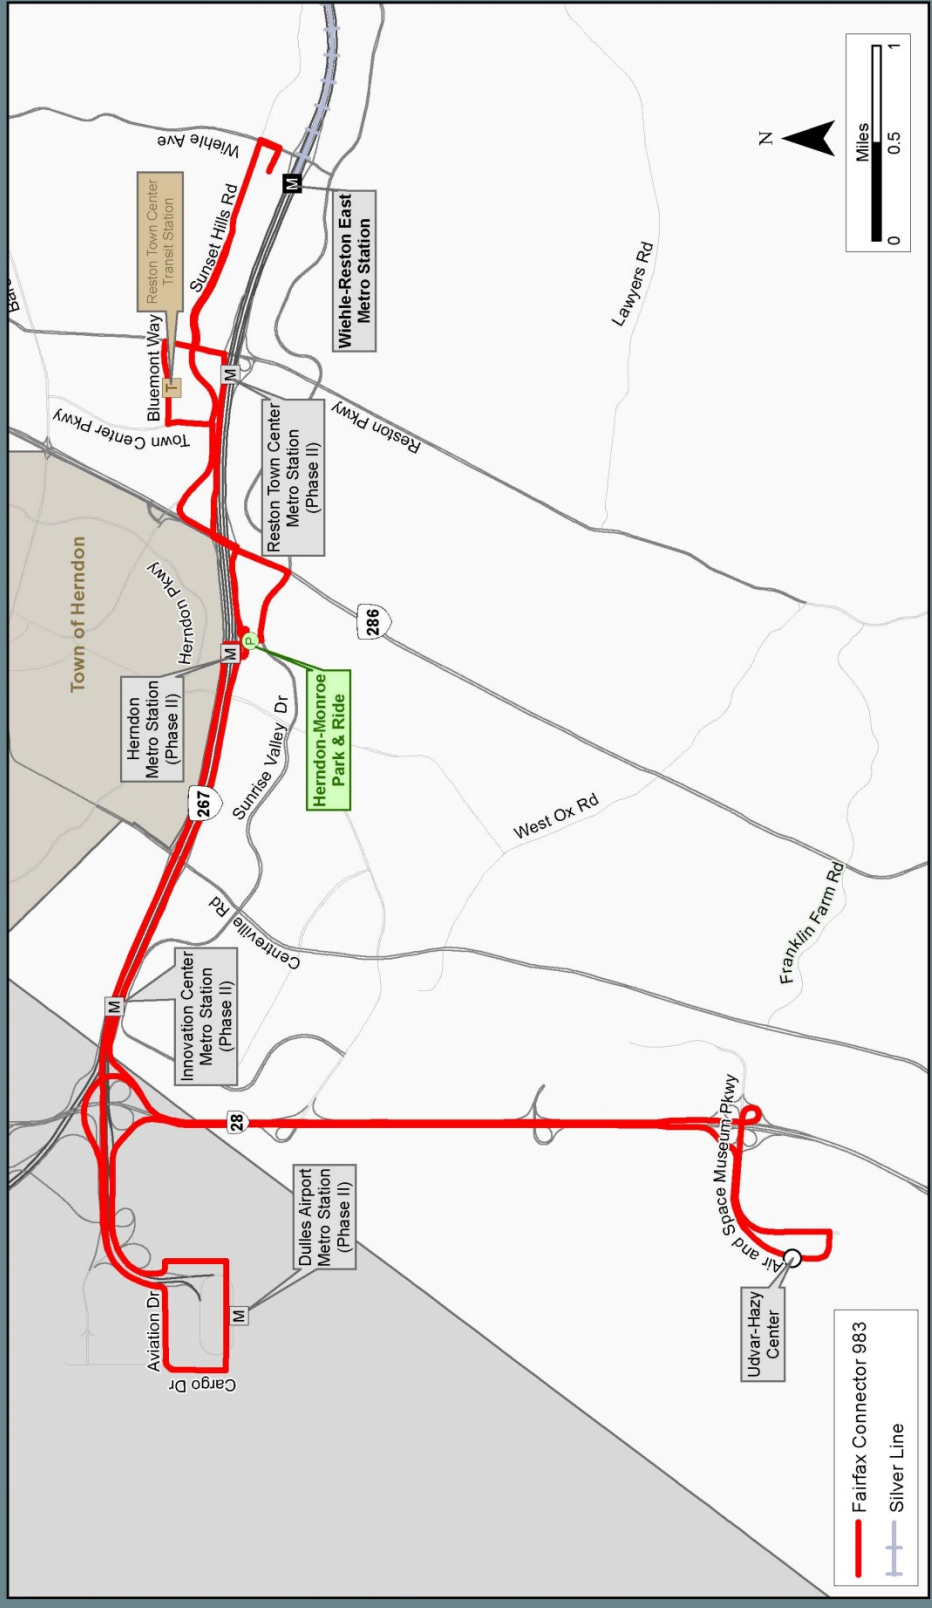 Town of Herndon
Bluemont Way
Reston Town Center
Transit Station
Wiehle Ave
Sunset Hills Rd
Town Center Pkwy
T
Herndon Pkwy
Herndon
Metro Station
(Phase II)
M
M
M
Wiehle-Reston East
Metro Station
Reston Town Center
Metro Station
(Phase II)
Reston Pkwy
267
P
Sunrise Valley Dr
Herndon-Monroe
Park & Ride
286
M
Innovation Center
Metro Station
(Phase II)
Centreville Rd
28
Aviation Dr
Cargo Dr
M
Dulles Airport
Metro Station
(Phase II)
West Ox Rd
Lawyers Rd
Franklin Farm Rd
Air and Space Museum Pkwy
Udvar-Hazy
Center
Fairfax Connector 983
Silver Line
N
Miles
0 0.5 1